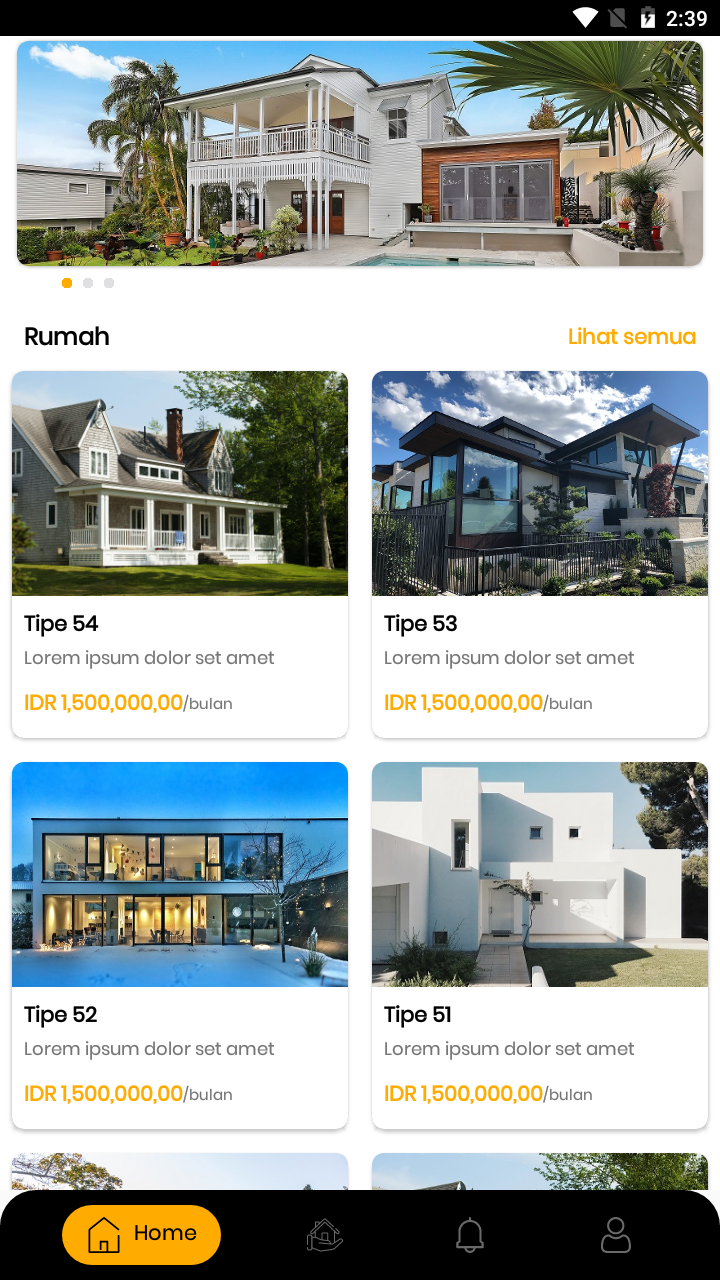 2:39
Rumah
Lihat semua
Tipe 54
Lorem ipsum dolor set amet
IDR 1,500,000,00/bulan
Tipe 53
Lorem ipsum dolor set amet
IDR 1,500,000,00/bulan
Tipe 52
Lorem ipsum dolor set amet
IDR 1,500,000,00/bulan
Tipe 51
Lorem ipsum dolor set amet
IDR 1,500,000,00/bulan
Home